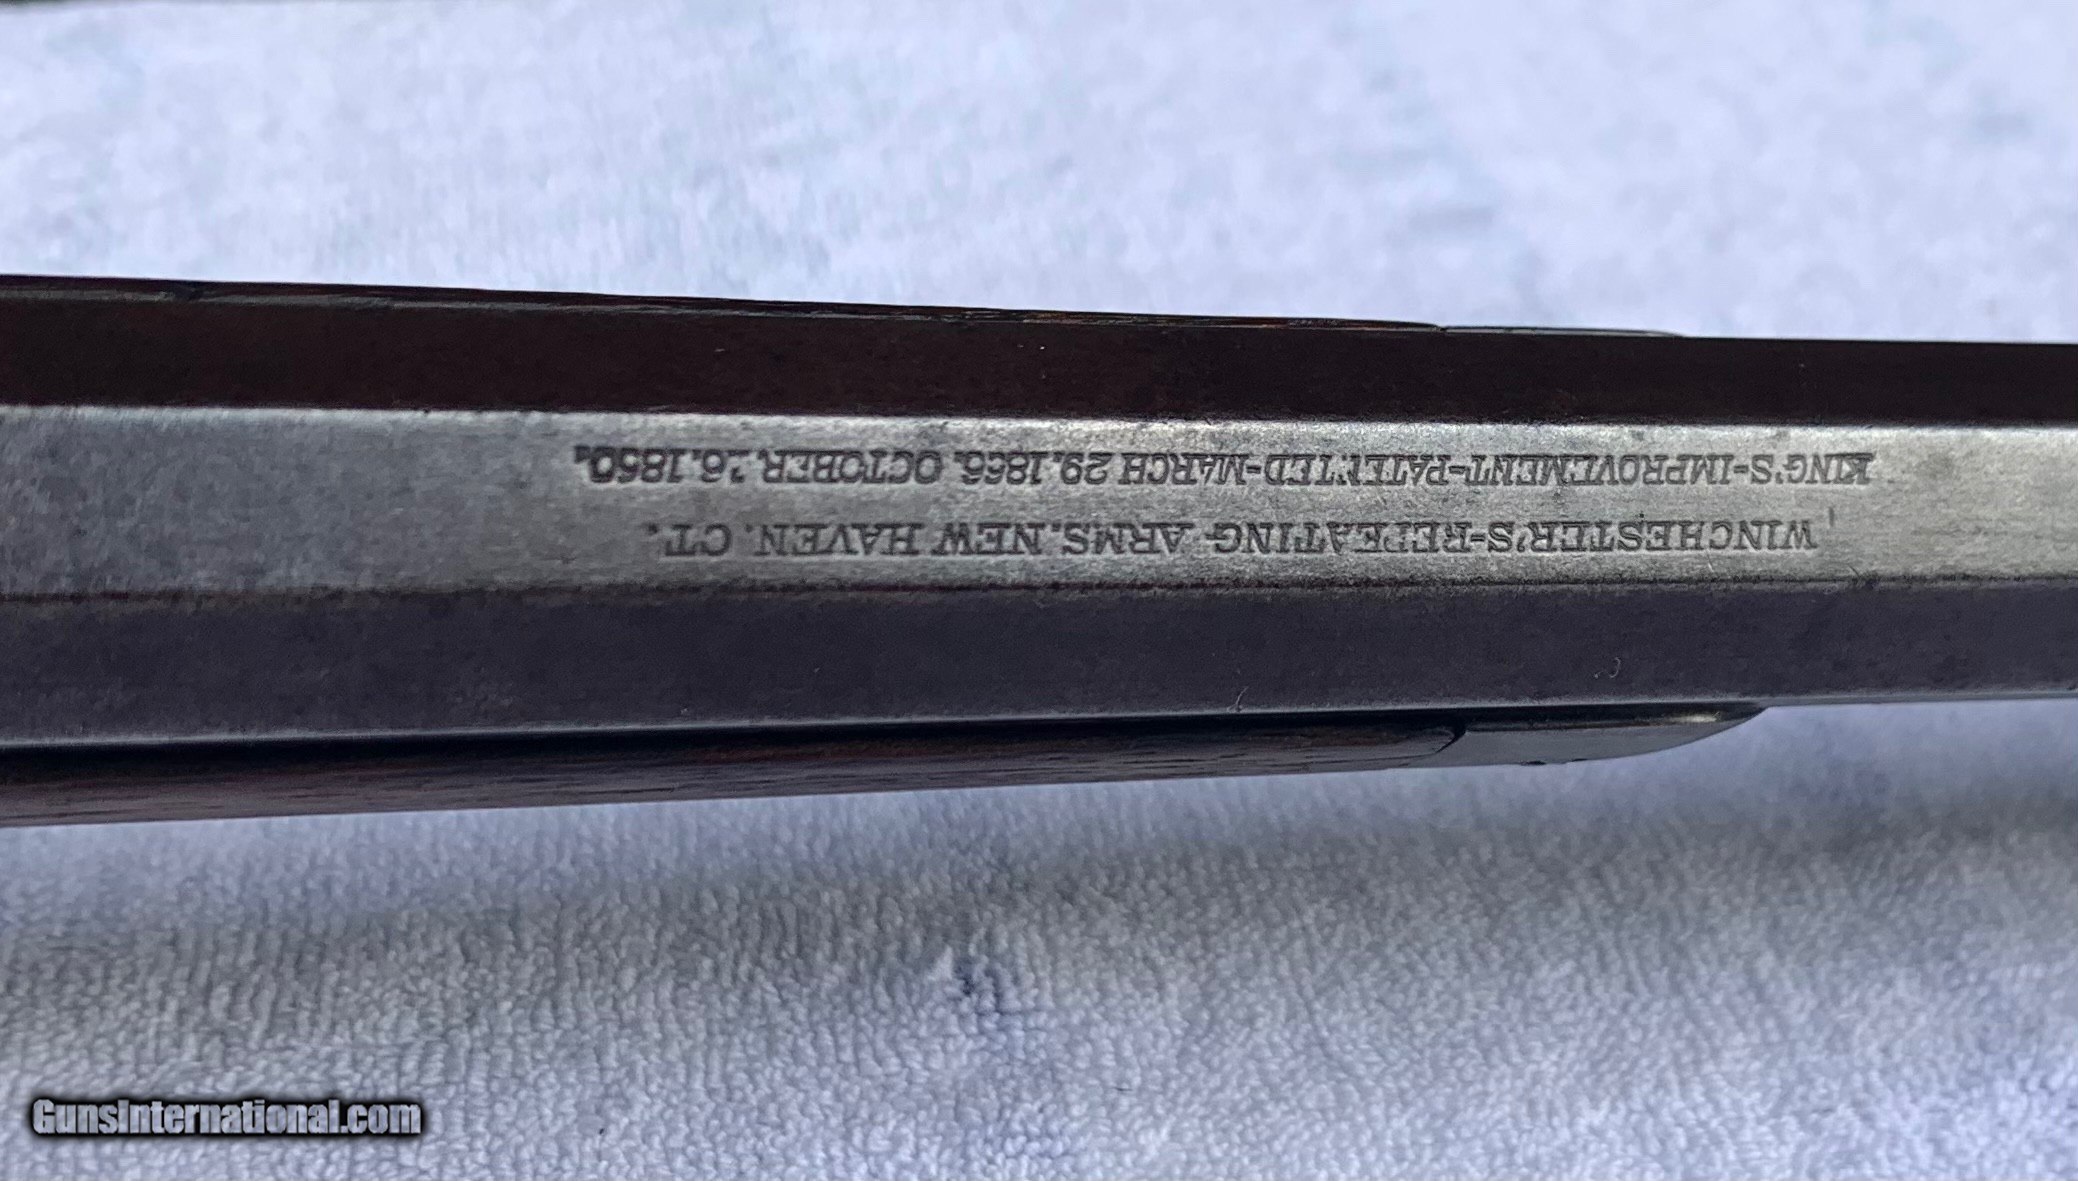 WINCHESTER'S-REPEATING ARMS. NEW HAVEN. CT.
KING'S-IMPROVEMENT-PATENTED-MARCH 29. 1866. OCTOBER. 16. 1860.
GunsInternational.com